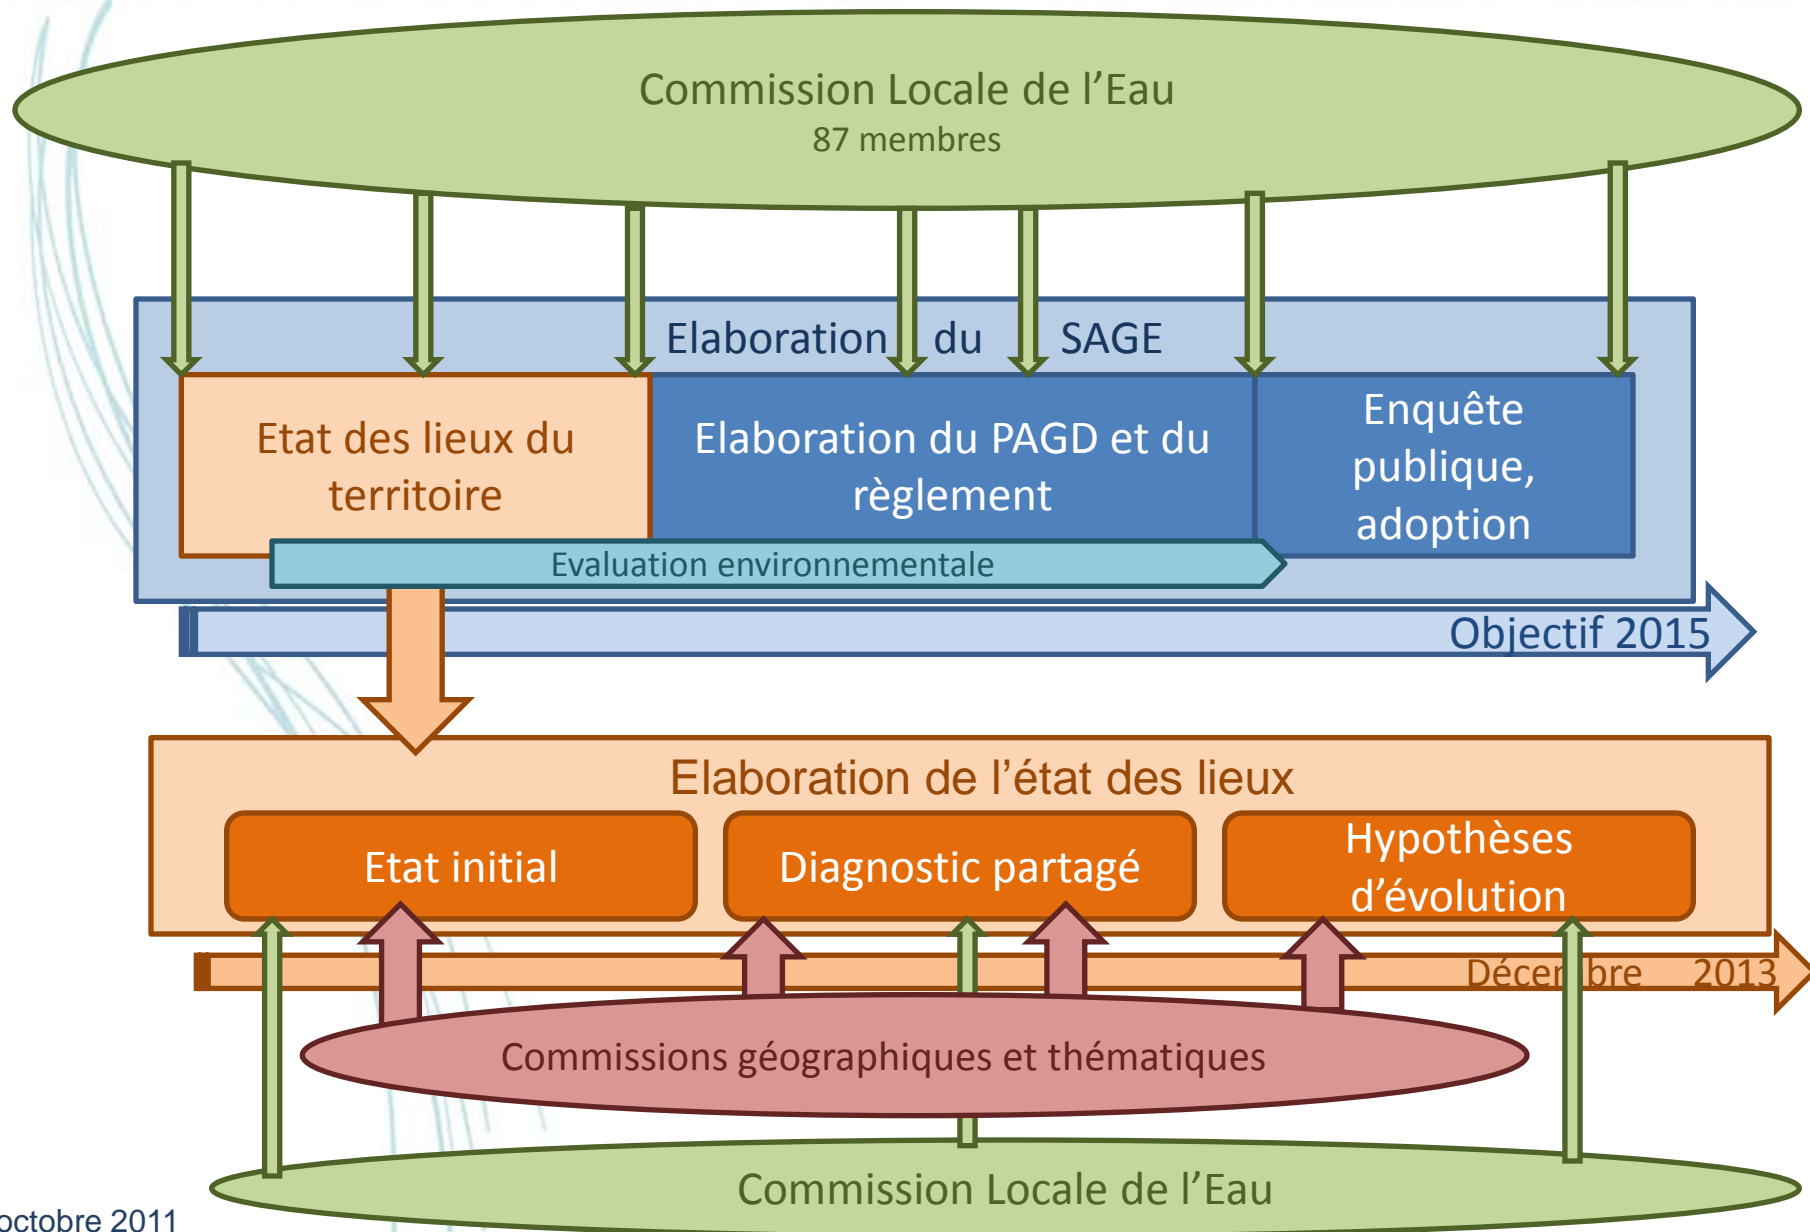 Commission Locale de l’Eau
87 membres
Elaboration du SAGE
Etat des lieux du
territoire
Elaboration du PAGD et du
règlement
Enquête
publique,
adoption
Evaluation environnementale
Objectif 2015
Elaboration de l’état des lieux
Etat initial
Diagnostic partagé
Hypothèses
d’évolution
Décembre 2013
Commissions géographiques et thématiques
Commission Locale de l’Eau
octobre 2011